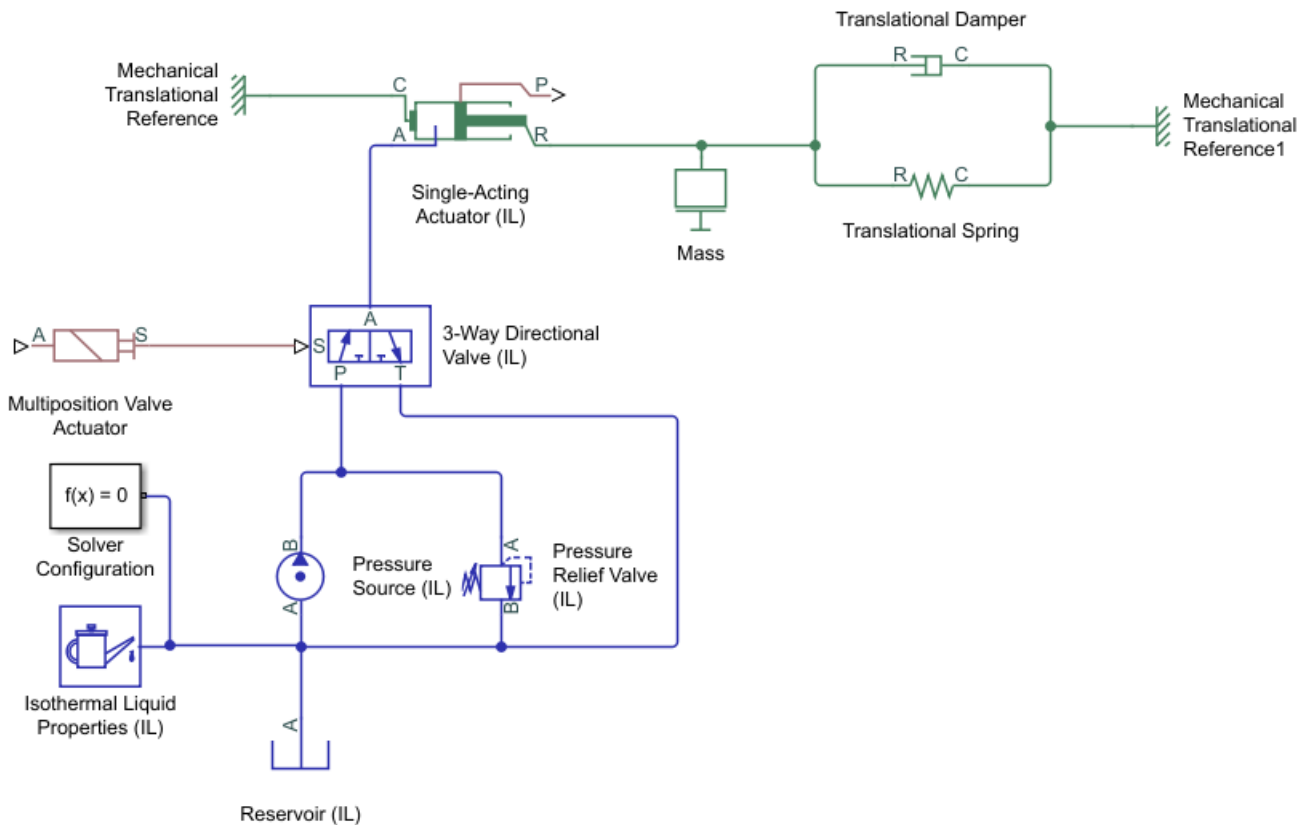 Translational Damper
R
C
Mechanical
Translational
Reference
C
P
A
R
Mechanical
Translational
Reference1
R
C
Single-Acting
Actuator (IL)
Translational Spring
Mass
A
S
A
S
P
T
3-Way Directional
Valve (IL)
Multiposition Valve
Actuator
f(x) = 0
Solver
Configuration
B
A
Pressure
Source (IL)
A
B
Pressure
Relief Valve
(IL)
Isothermal Liquid
Properties (IL)
A
Reservoir (IL)